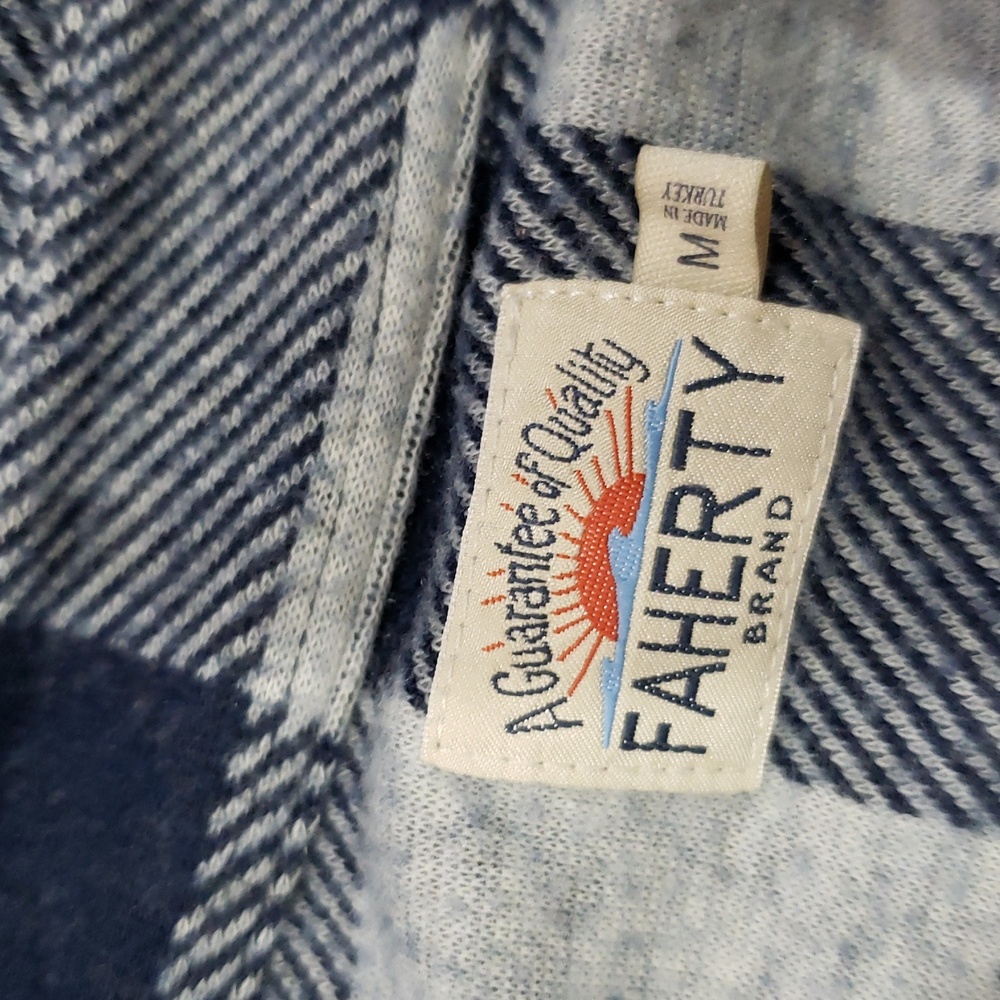 A Guarantee of Quality
FAHERTY
BRAND
M
MADE IN
TURKEY